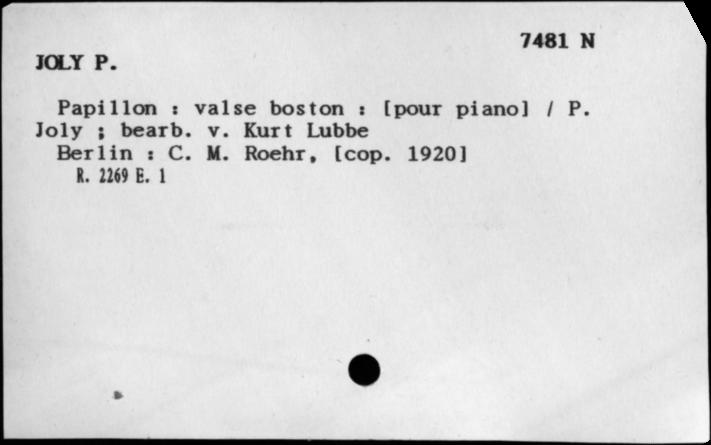 7481 N
JOLY P.
Papillon : valse boston : [pour piano] / P.
Joly ; bearb. v. Kurt Lubbe
Berlin : C. M. Roehr, [cop. 1920]
R. 2269 E. 1